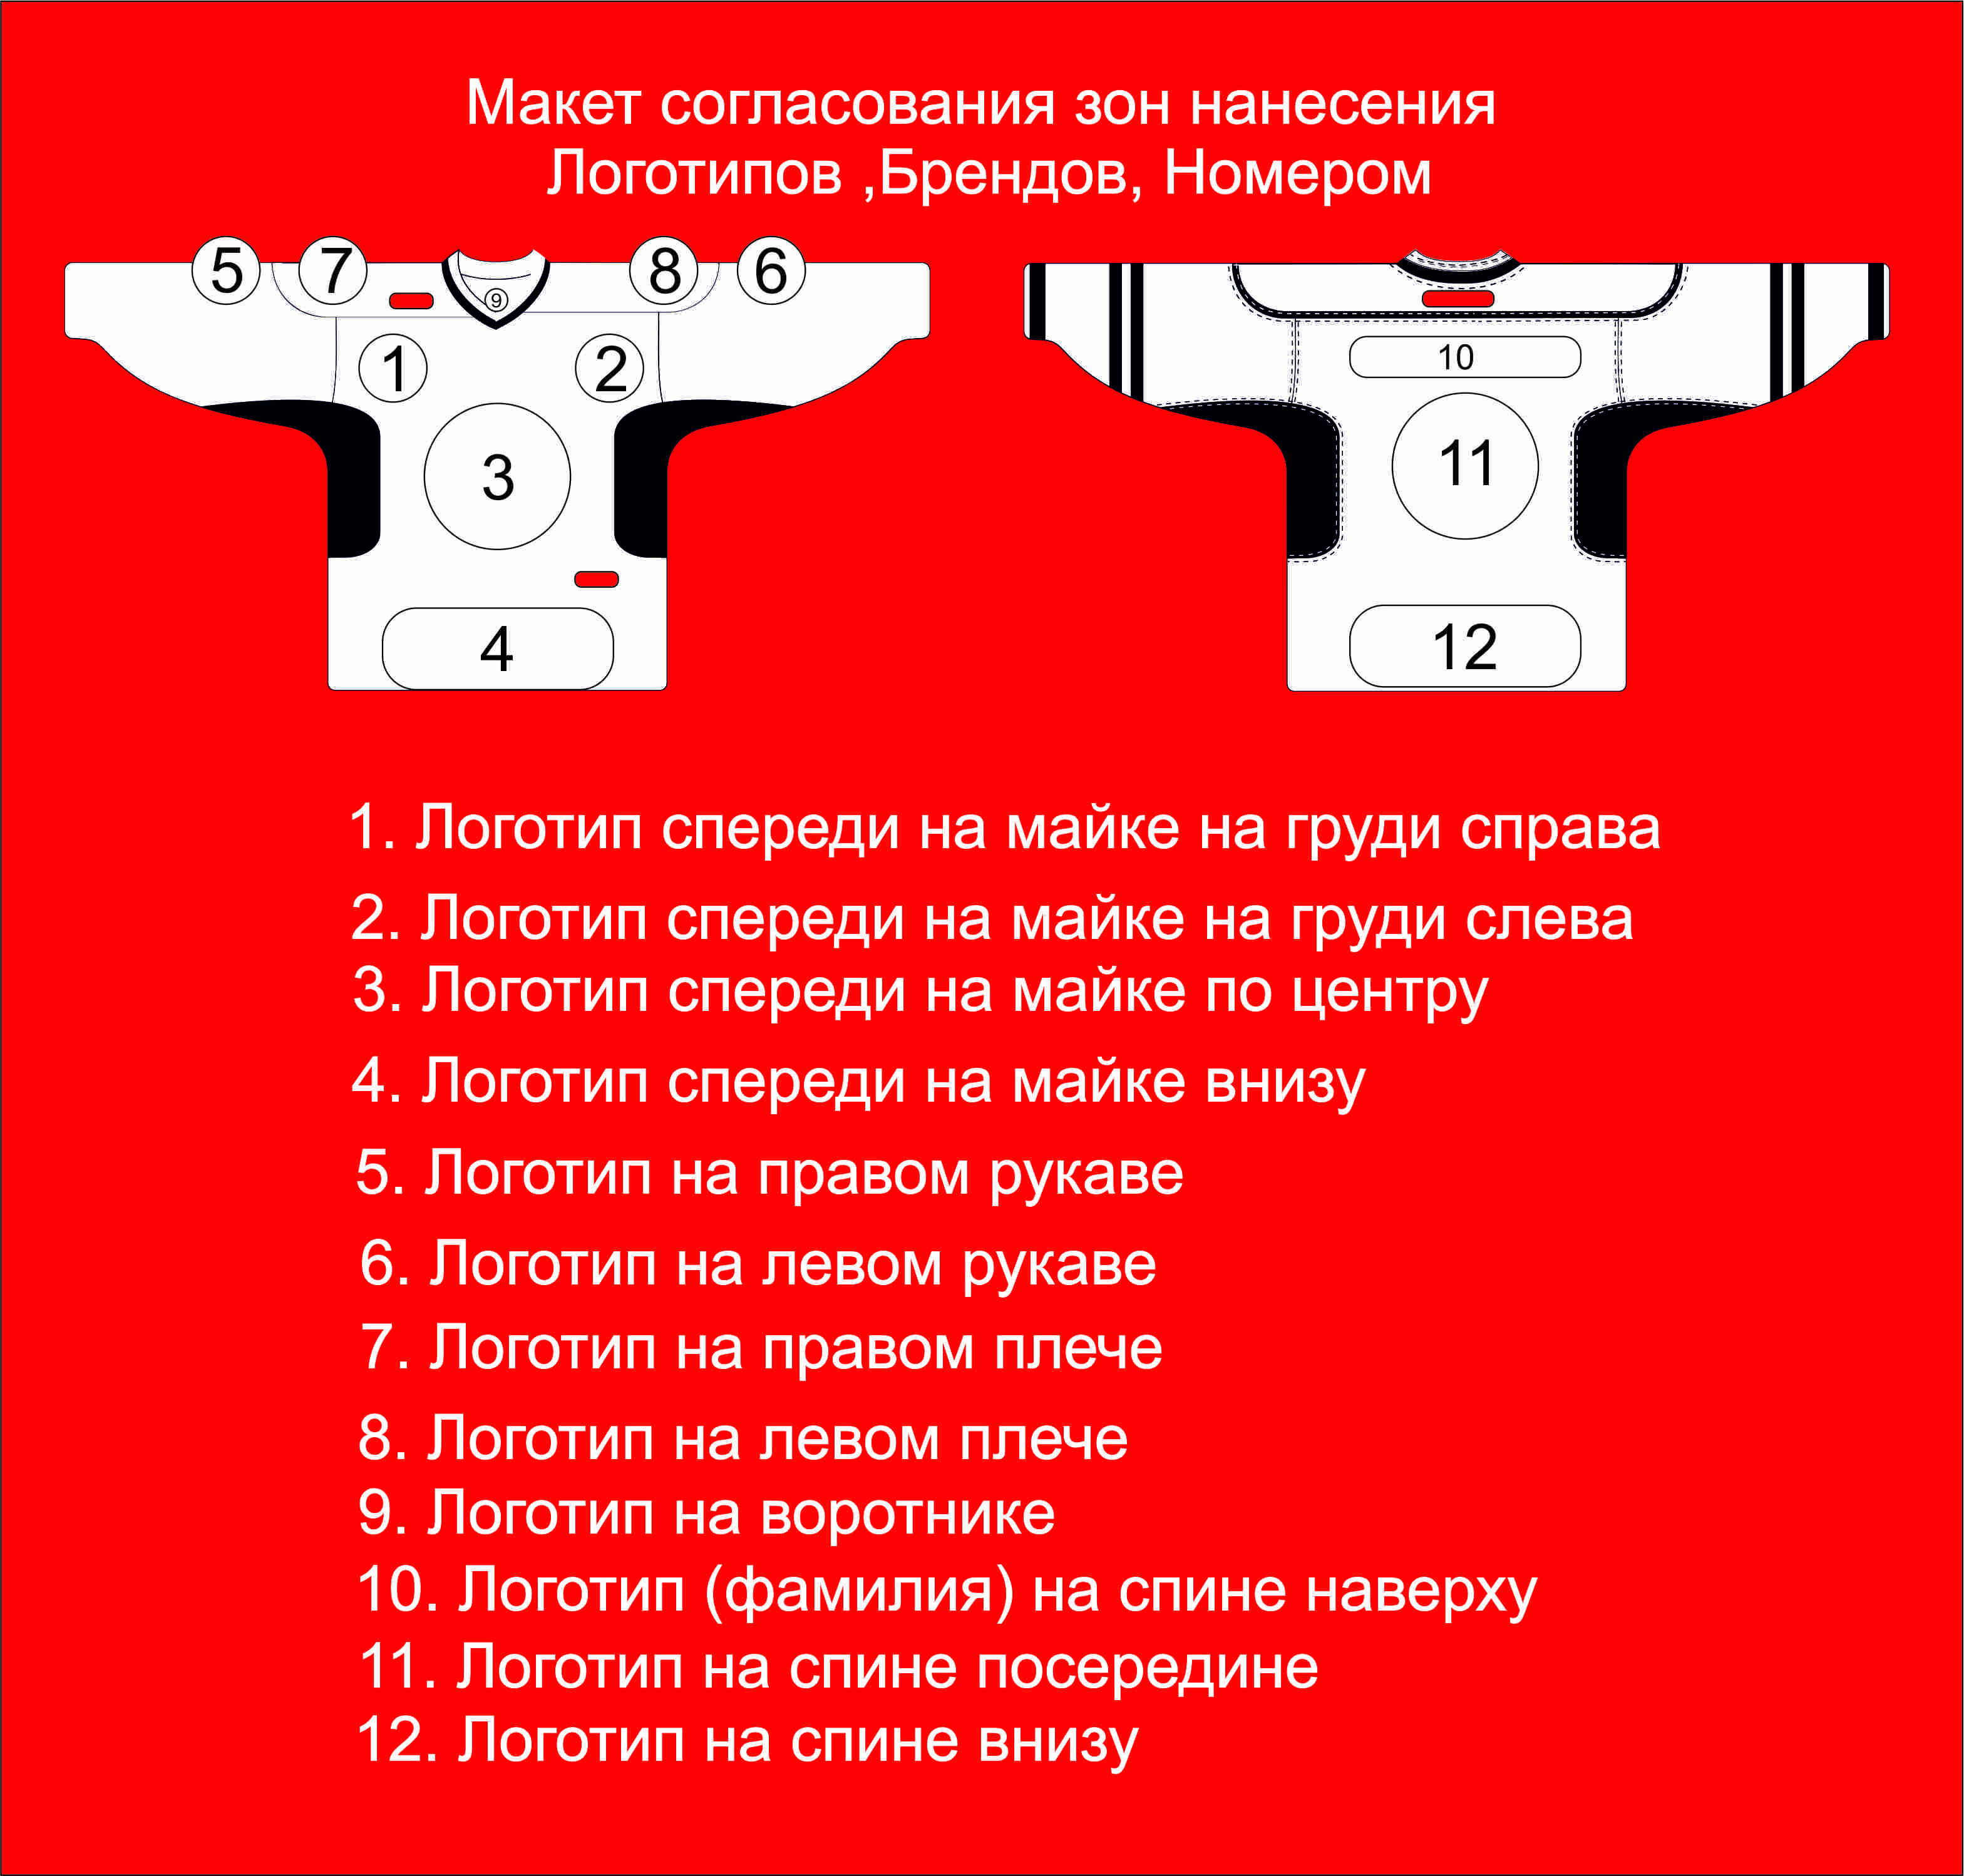 Макет согласования зон нанесения
Логотипов ,Брендов, Номером
5 7 9 8 6
1 2
3
4
10
11
12
1. Логотип спереди на майке на груди справа
2. Логотип спереди на майке на груди слева
3. Логотип спереди на майке по центру
4. Логотип спереди на майке внизу
5. Логотип на правом рукаве
6. Логотип на левом рукаве
7. Логотип на правом плече
8. Логотип на левом плече
9. Логотип на воротнике
10. Логотип (фамилия) на спине наверху
11. Логотип на спине посередине
12. Логотип на спине внизу